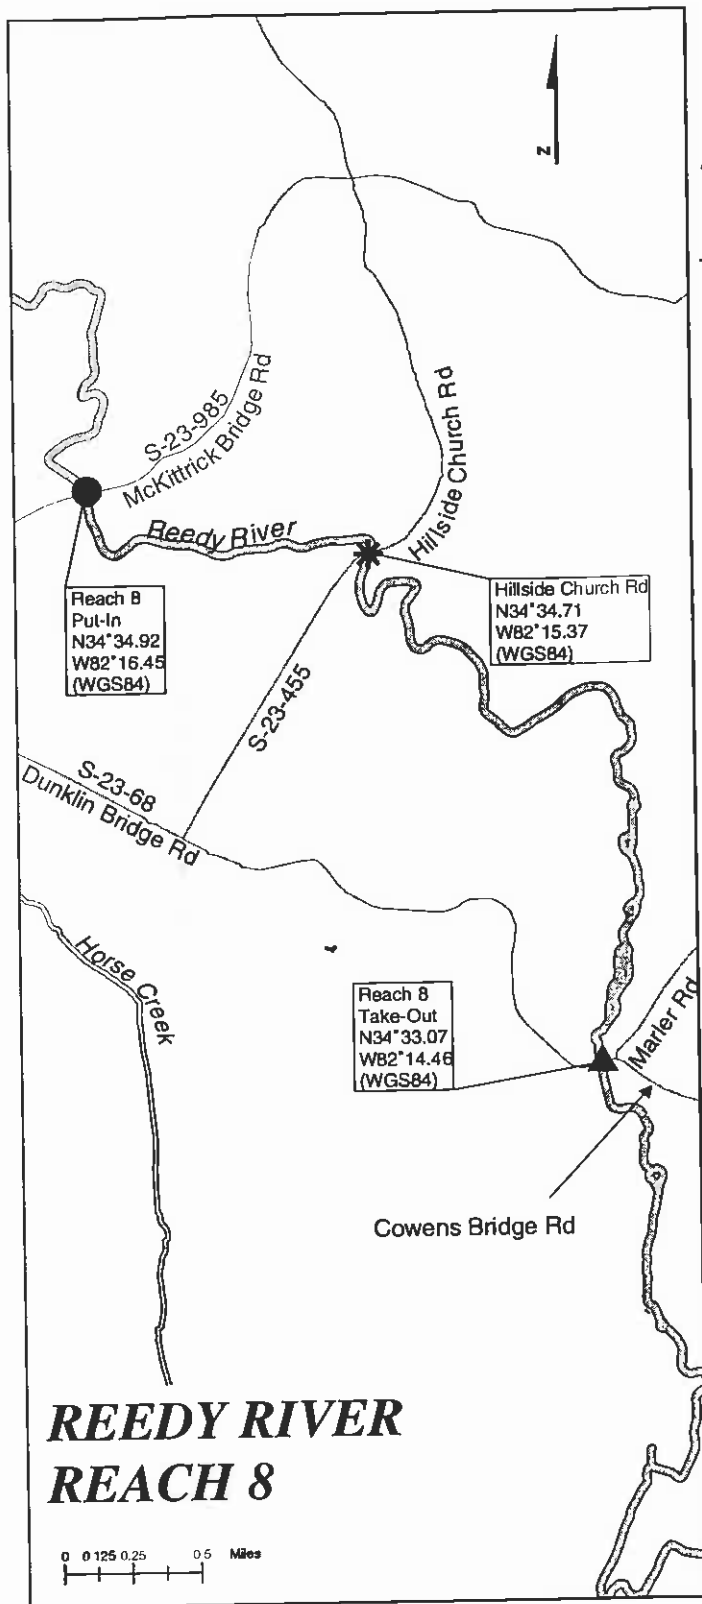 z
S-23-985
McKittrick Bridge Rd
Hillside Church Rd
Reedy River
Reach 8
Put-In
N34°34.92
W82°16.45
(WGS84)
Hillside Church Rd
N34°34.71
W82°15.37
(WGS84)
S-23-455
S-23-68
Dunklin Bridge Rd
Horse Creek
Reach 8
Take-Out
N34°33.07
W82°14.46
(WGS84)
Marler Rd
Cowens Bridge Rd
REEDY RIVER
REACH 8
0 0 125 0.25 0 5 Miles